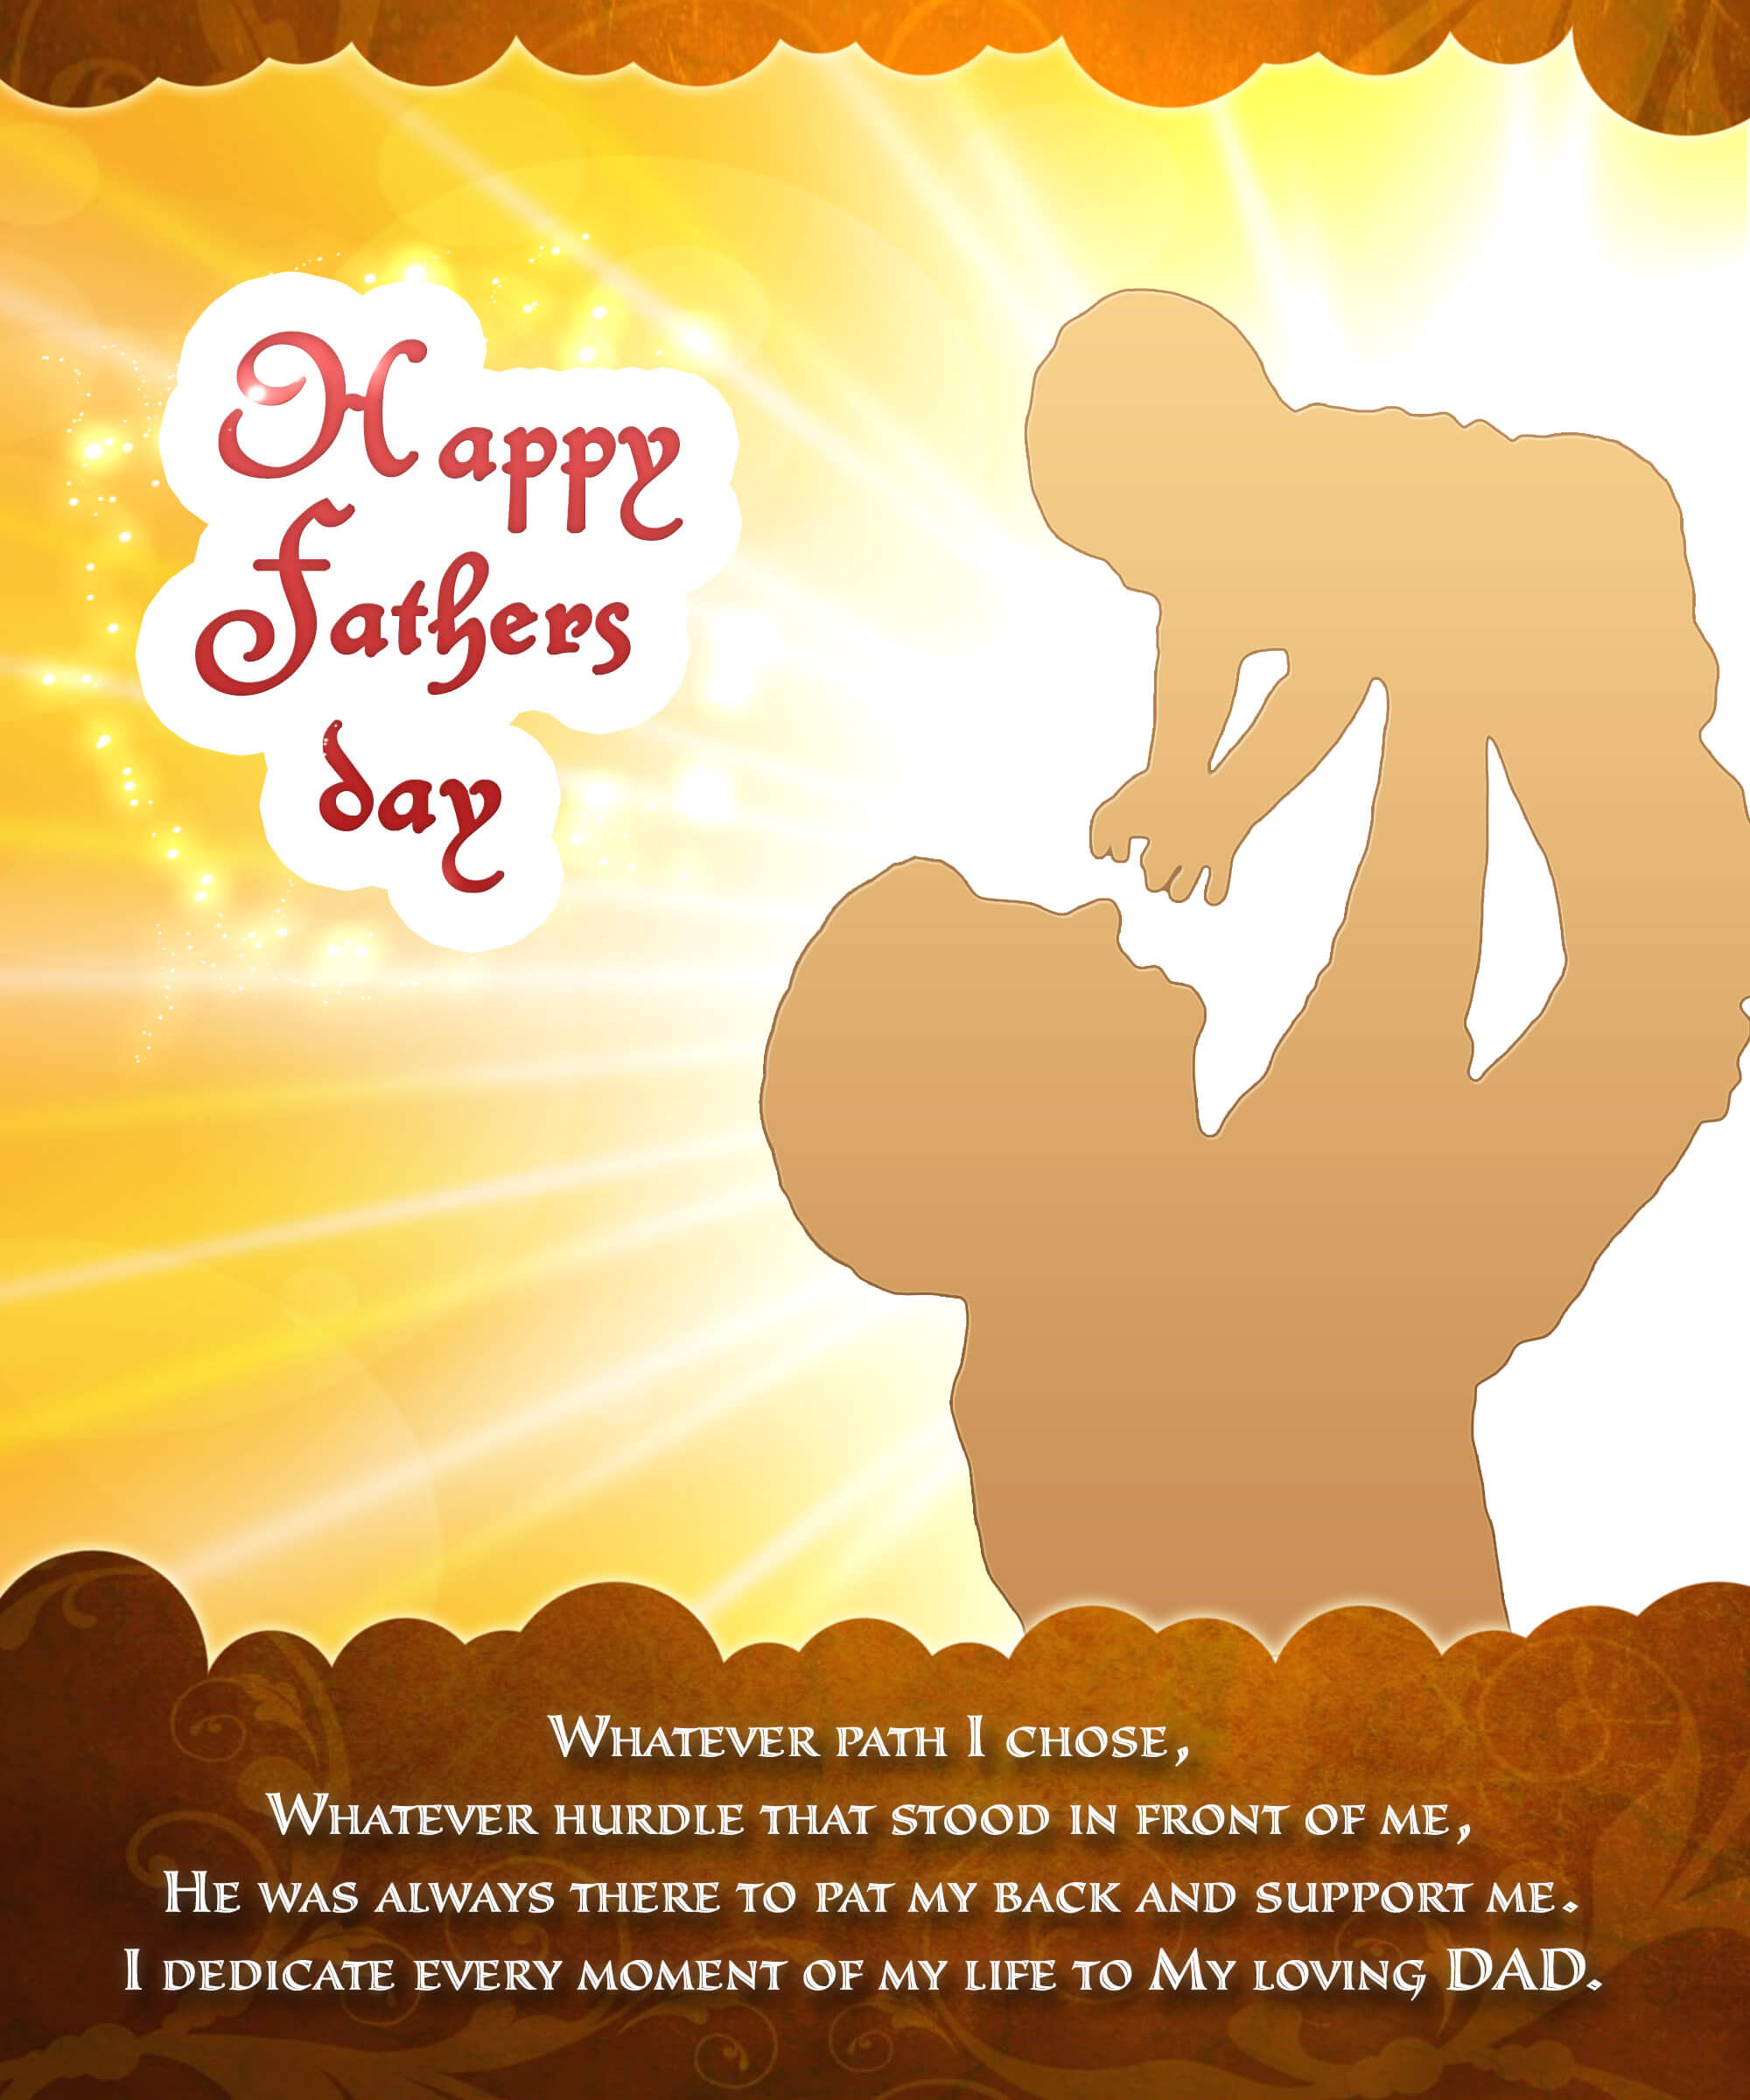 Happy
Fathers
day
Whatever path I chose,
Whatever hurdle that stood in front of me,
He was always there to pat my back and support me.
I dedicate every moment of my life to My loving DAD.